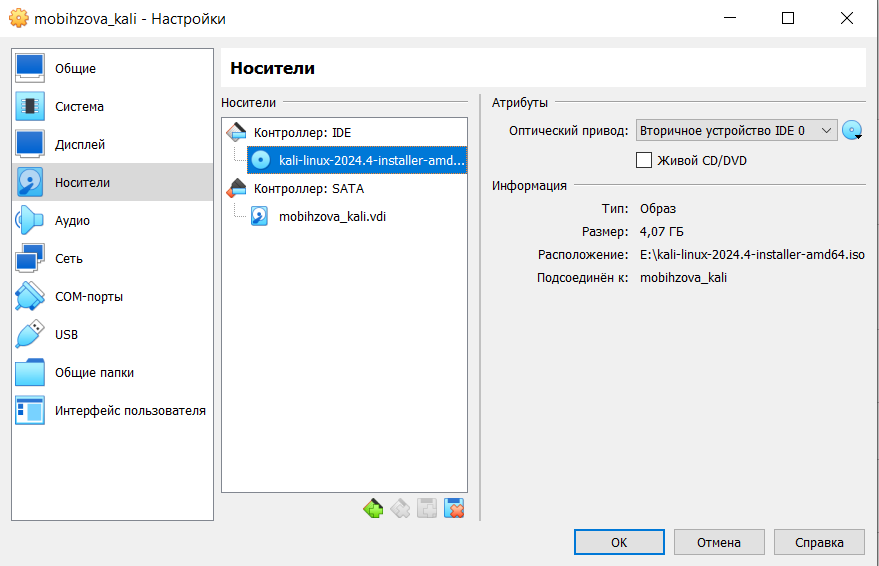 mobihzova_kali - Настройки
Общие
Система
Дисплей
Носители
Аудио
Сеть
COM-порты
USB
Общие папки
Интерфейс пользователя
Носители
Носители
Контроллер: IDE
kali-linux-2024.4-installer-amd...
Контроллер: SATA
mobihzova_kali.vdi
Атрибуты
Оптический привод: Вторичное устройство IDE 0
Живой CD/DVD
Информация
Тип: Образ
Размер: 4,07 ГБ
Расположение: E:\kali-linux-2024.4-installer-amd64.iso
Подсоединён к: mobihzova_kali
OK
Отмена
Справка